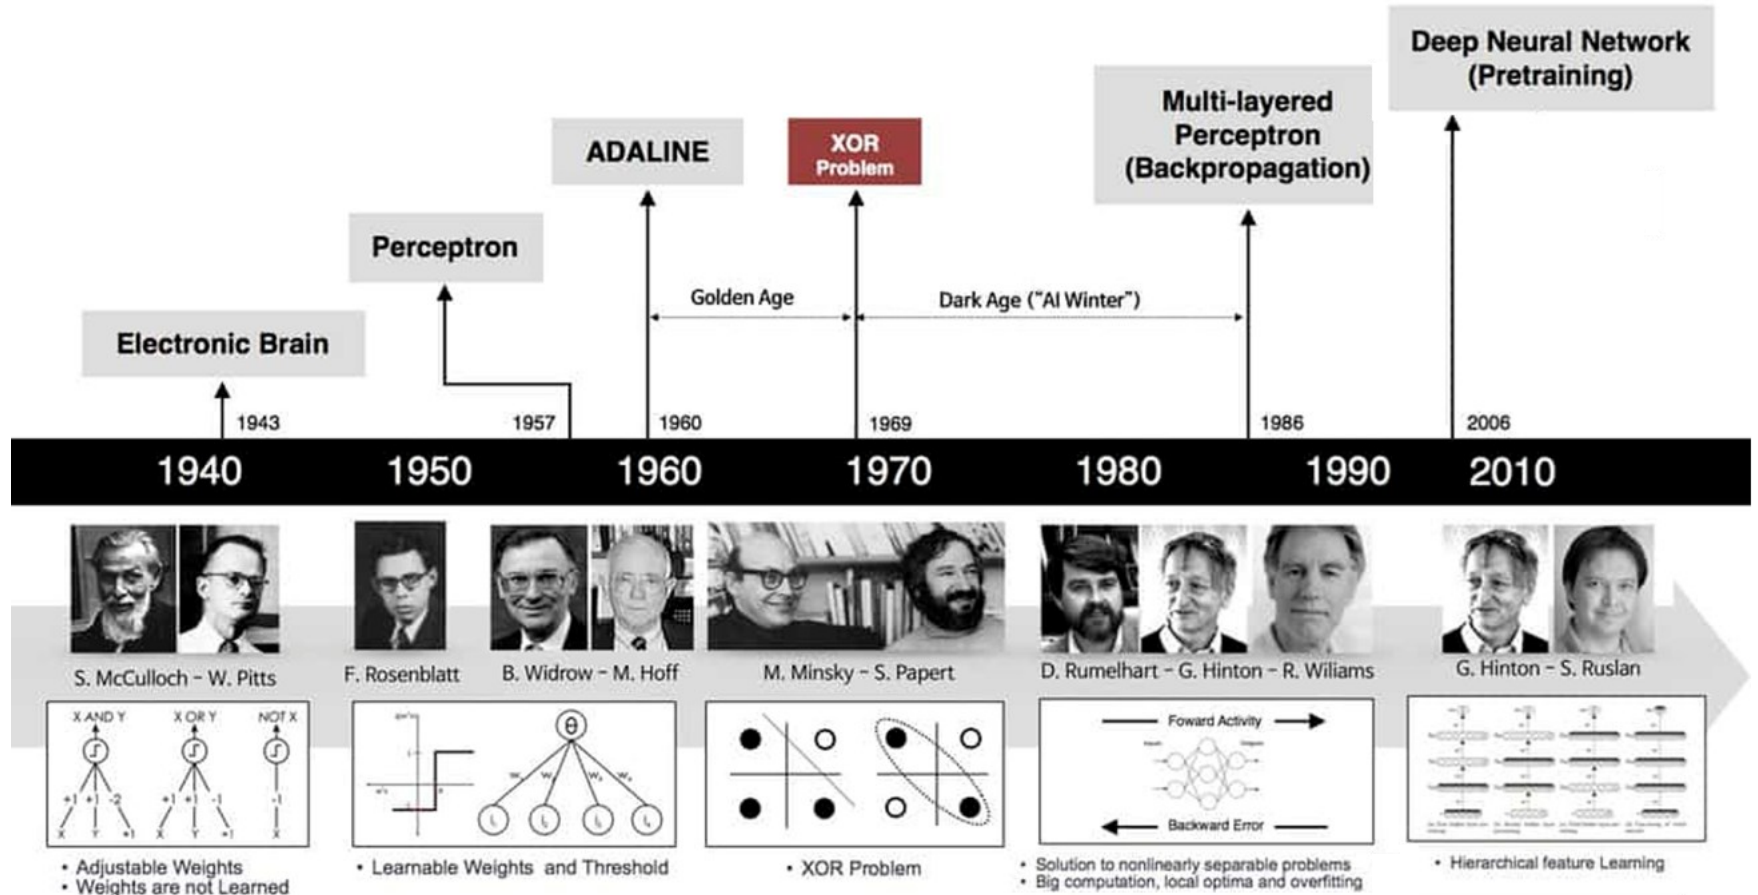 Deep Neural Network
(Pretraining)
Multi-layered
Perceptron
(Backpropagation)
ADALINE
XOR
Problem
Perceptron
Golden Age
Dark Age ("AI Winter")
Electronic Brain
1943
1957
1960
1969
1986
2006
1940
1950
1960
1970
1980
1990
2010
S. McCulloch – W. Pitts
F. Rosenblatt
B. Widrow – M. Hoff
M. Minsky – S. Papert
D. Rumelhart – G. Hinton – R. Wiliams
G. Hinton – S. Ruslan
X AND Y
X OR Y
NOT X
+1 +1 -2
+1 +1 -1
-1
X Y +1
X Y +1
X
θ
Foward Activity
Backward Error
• Adjustable Weights
• Weights are not Learned
• Learnable Weights and Threshold
• XOR Problem
• Solution to nonlinearly separable problems
• Big computation, local optima and overfitting
• Hierarchical feature Learning